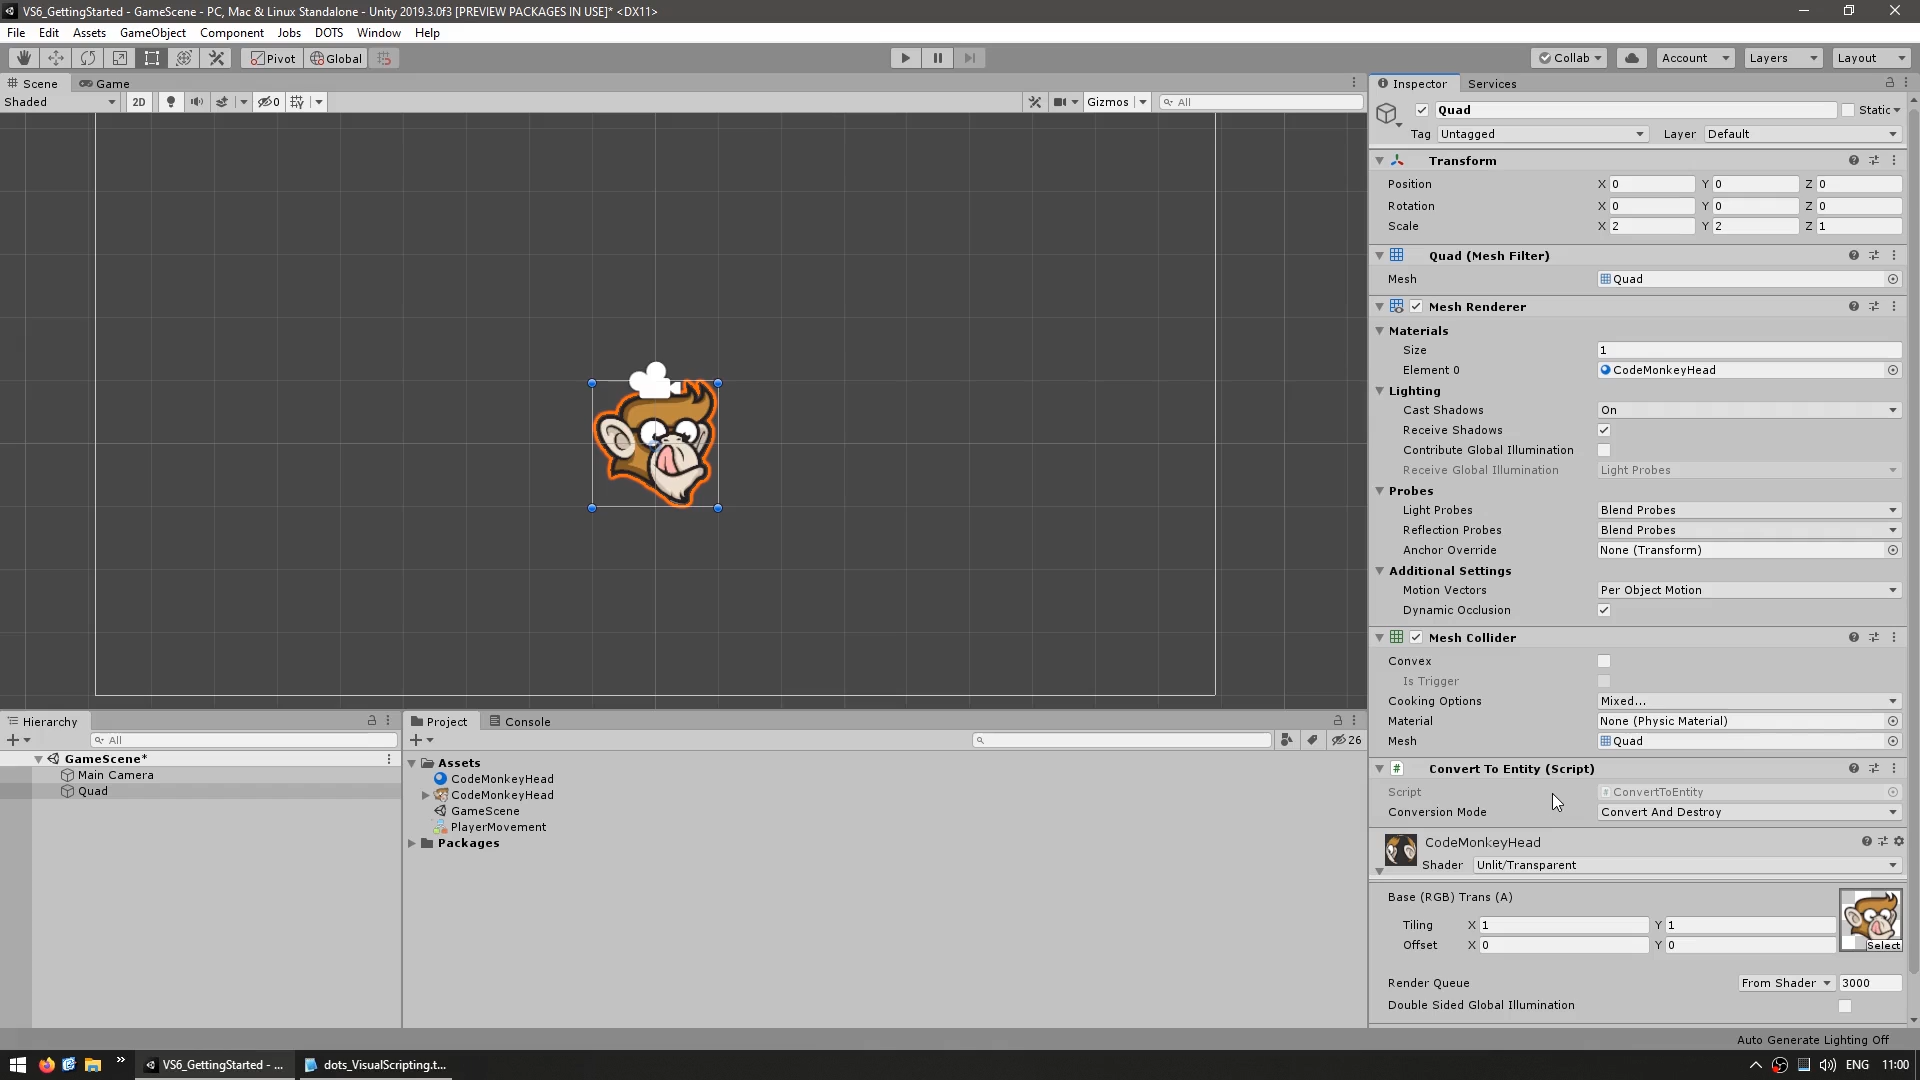 VS6_GettingStarted - GameScene - PC, Mac & Linux Standalone - Unity 2019.3.0f3 [PREVIEW PACKAGES IN USE]* <DX11>
File Edit Assets GameObject Component Jobs DOTS Window Help
Pivot Global Collab Account Layers Layout
Scene Game
Shaded 2D 0 Gizmos All
Inspector Services
Quad Static
Tag Untagged Layer Default
Transform
Position X 0 Y 0 Z 0
Rotation X 0 Y 0 Z 0
Scale X 2 Y 2 Z 1
Quad (Mesh Filter)
Mesh Quad
Mesh Renderer
Materials
Size 1
Element 0 CodeMonkeyHead
Lighting
Cast Shadows On
Receive Shadows
Contribute Global Illumination
Receive Global Illumination Light Probes
Probes
Light Probes Blend Probes
Reflection Probes Blend Probes
Anchor Override None (Transform)
Additional Settings
Motion Vectors Per Object Motion
Dynamic Occlusion
Mesh Collider
Convex
Is Trigger
Cooking Options Mixed...
Material None (Physic Material)
Mesh Quad
Convert To Entity (Script)
Script ConvertToEntity
Conversion Mode Convert And Destroy
CodeMonkeyHead
Shader Unlit/Transparent
Base (RGB) Trans (A)
Tiling X 1 Y 1
Offset X 0 Y 0
Select
Render Queue From Shader 3000
Double Sided Global Illumination
Hierarchy
All
GameScene*
Main Camera
Quad
Project Console
26
Assets
CodeMonkeyHead
CodeMonkeyHead
GameScene
PlayerMovement
Packages
Auto Generate Lighting Off
VS6_GettingStarted - ... dots_VisualScripting.t... ENG 11:00